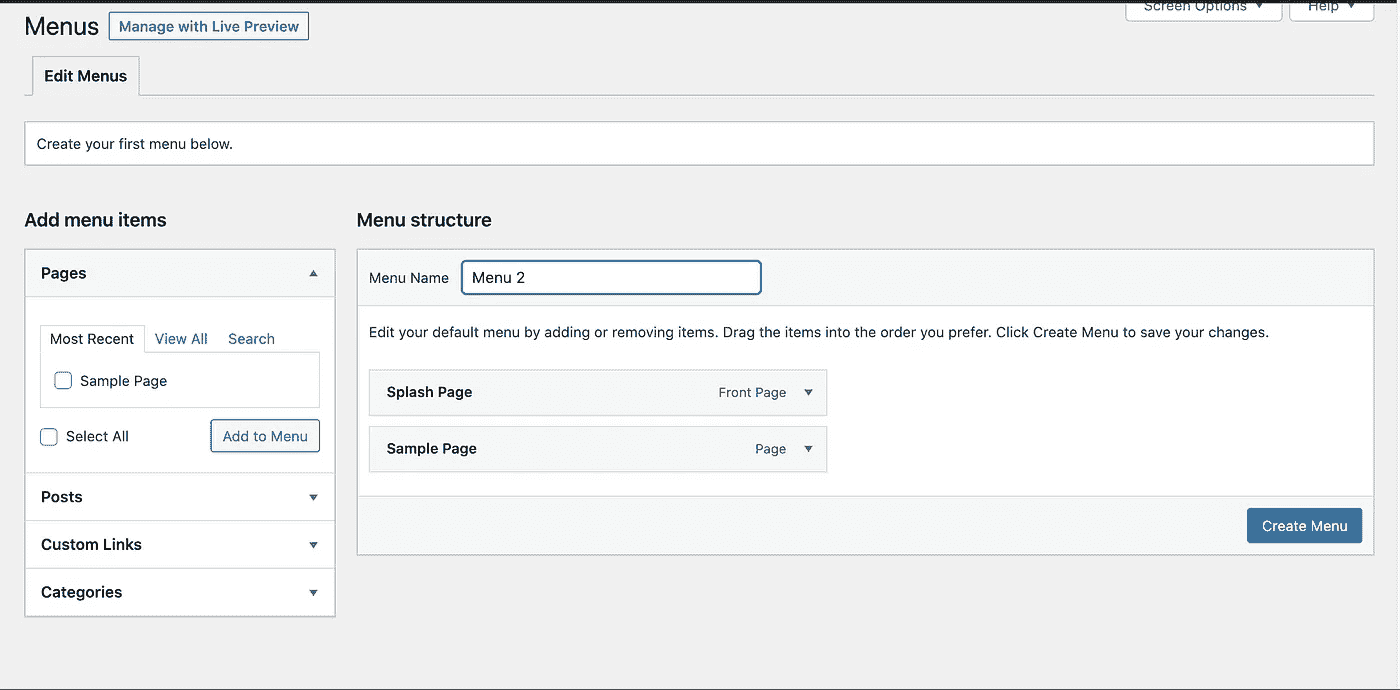 Screen Options
Help
Menus
Manage with Live Preview
Edit Menus
Create your first menu below.
Add menu items
Pages
Most Recent
View All
Search
Sample Page
Select All
Add to Menu
Posts
Custom Links
Categories
Menu structure
Menu Name
Menu 2
Edit your default menu by adding or removing items. Drag the items into the order you prefer. Click Create Menu to save your changes.
Splash Page
Front Page
Sample Page
Page
Create Menu